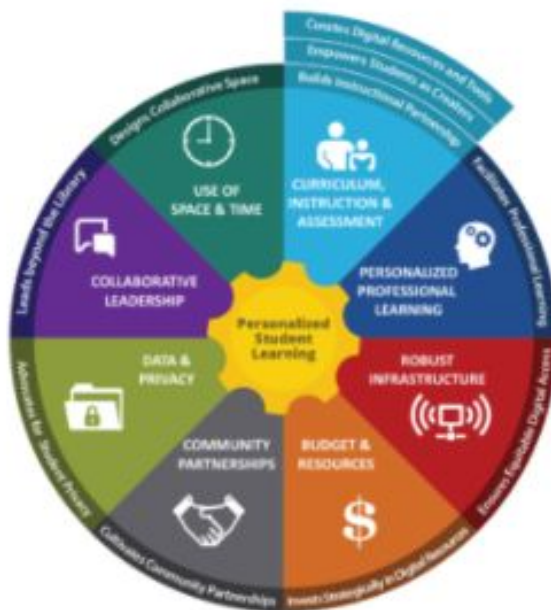 Curates Digital Resources and Tools
Empowers Students as Creators
Builds Instructional Partnership
CURRICULUM,
INSTRUCTION &
ASSESSMENT
Facilitates Professional Learning
PERSONALIZED
PROFESSIONAL
LEARNING
Ensures Equitable Digital Access
ROBUST
INFRASTRUCTURE
Invests Strategically in Digital Resources
BUDGET &
RESOURCES
$
Cultivates Community Partnerships
COMMUNITY
PARTNERSHIPS
Advocates for Student Privacy
DATA &
PRIVACY
Leads beyond the Library
COLLABORATIVE
LEADERSHIP
Designs Collaborative Space
USE OF
SPACE & TIME
Personalized
Student
Learning